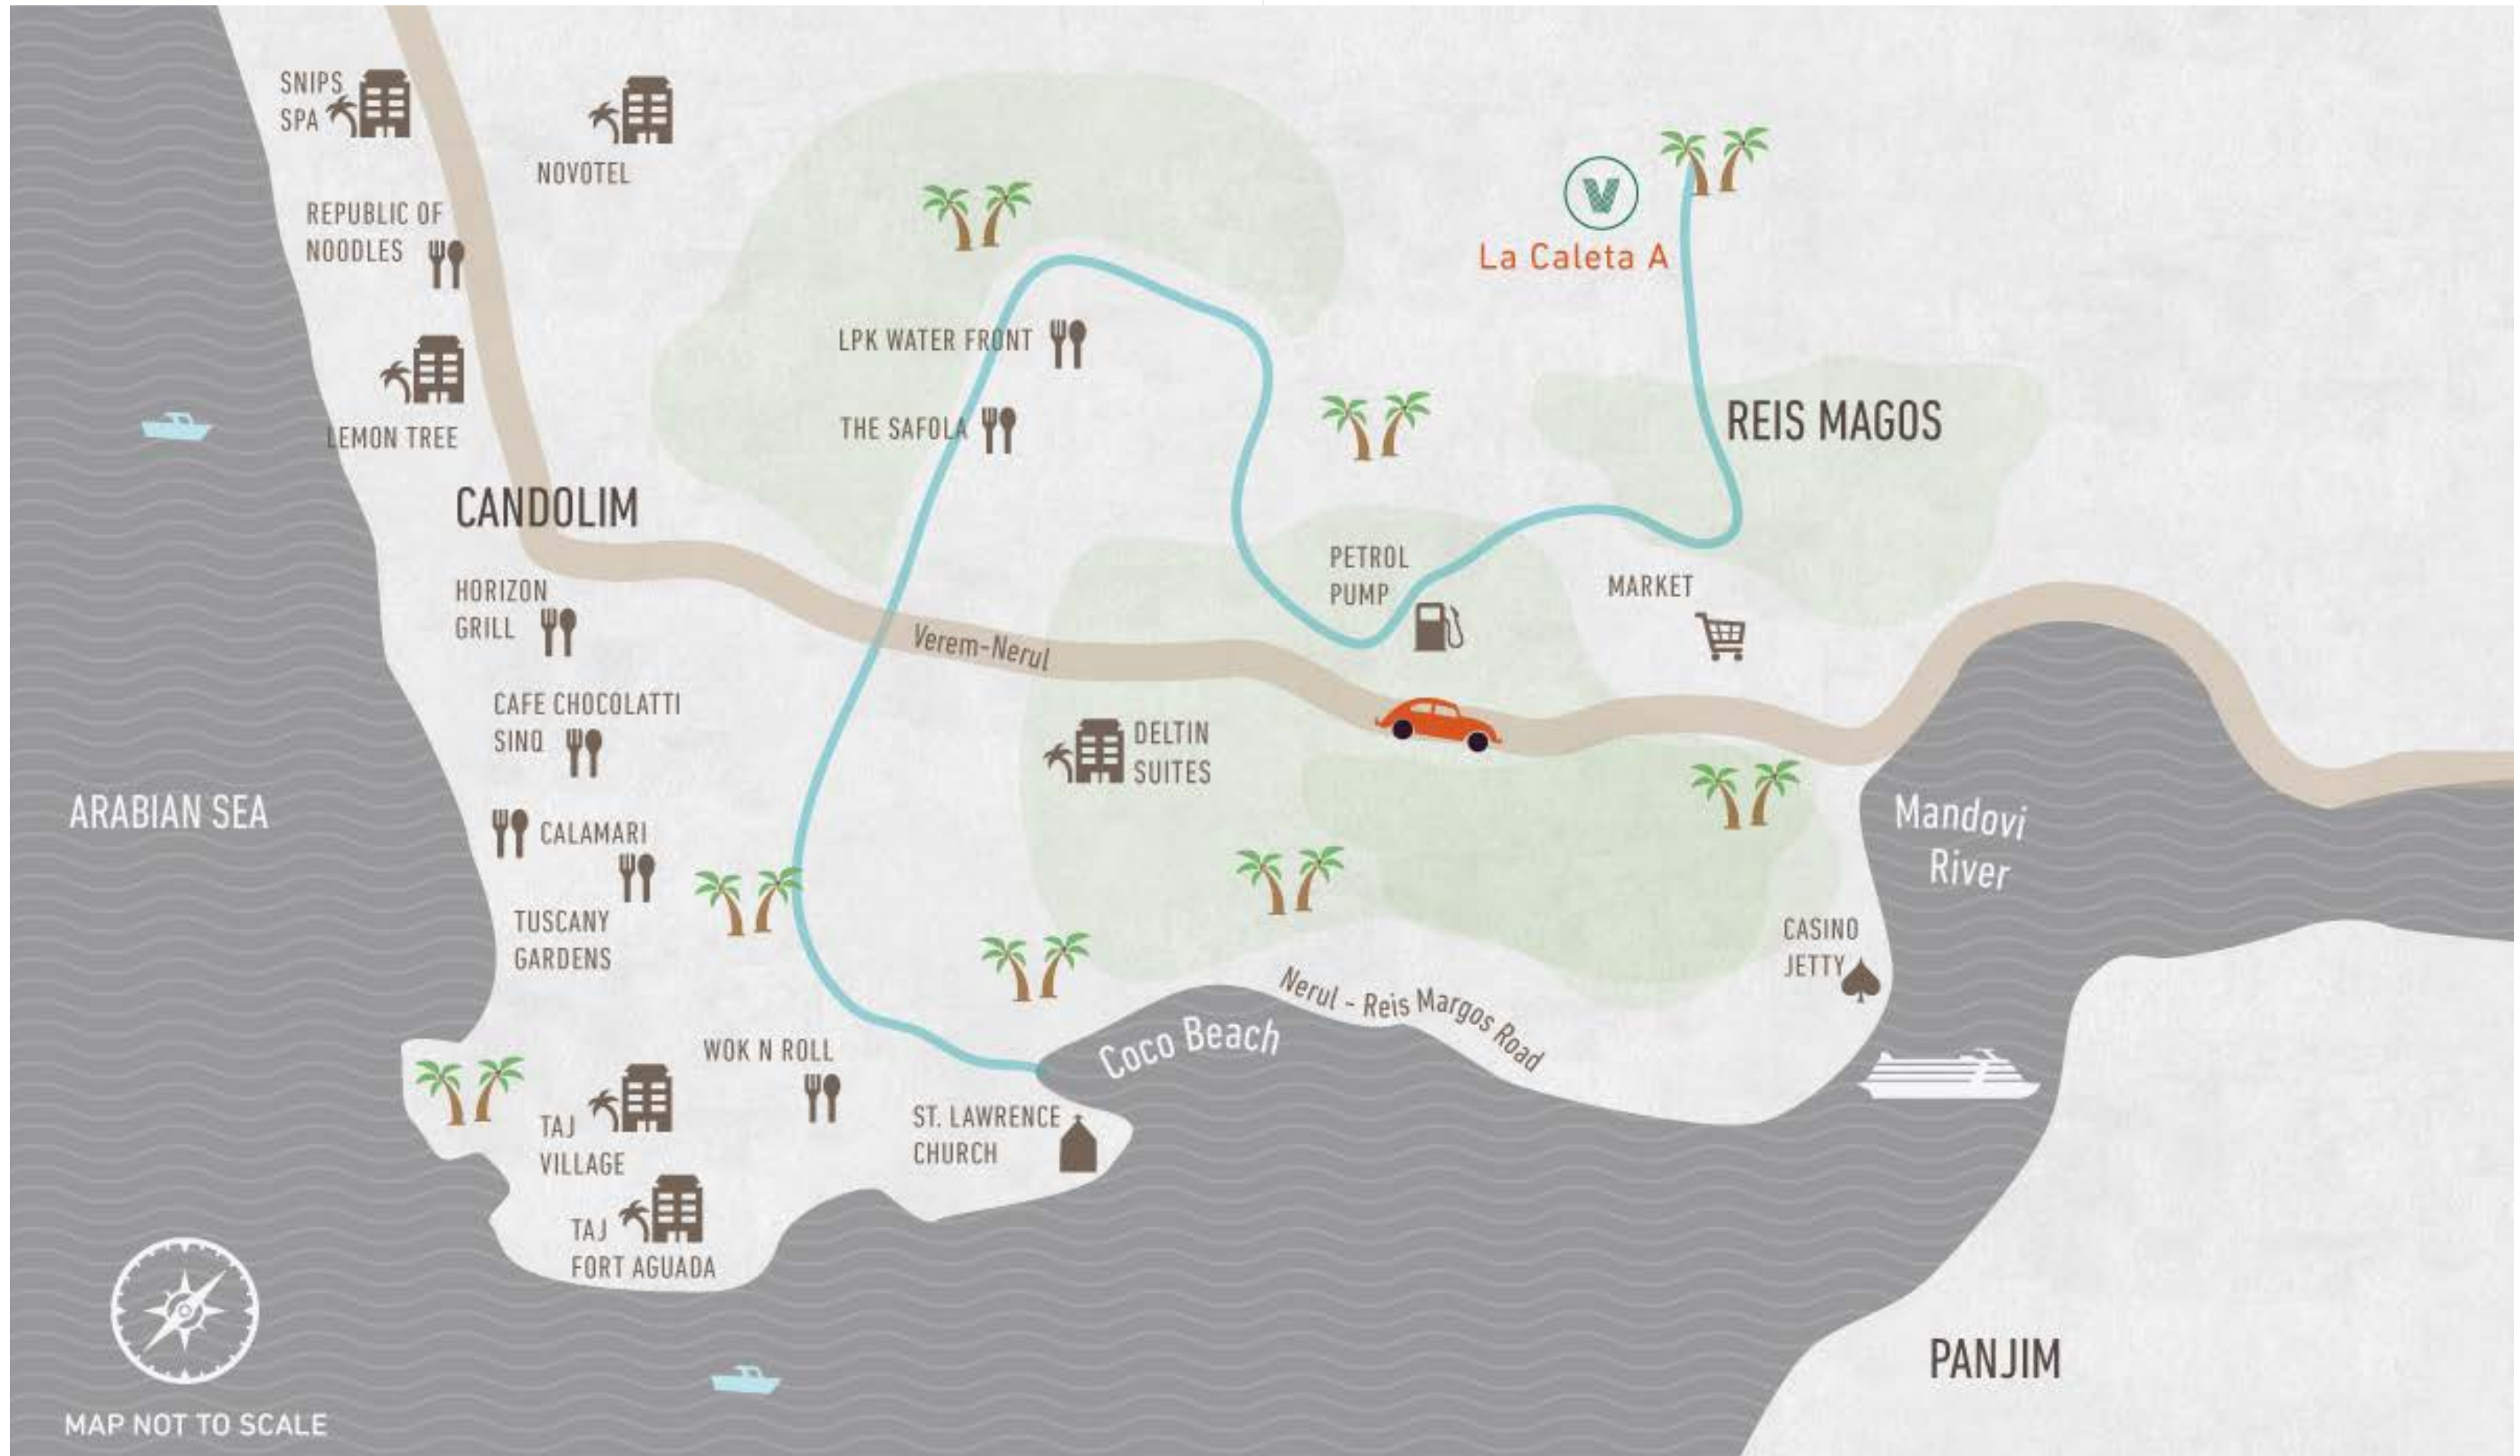 SNIPS
SPA
NOVOTEL
REPUBLIC OF
NOODLES
V
La Caleta A
LPK WATER FRONT
THE SAFOLA
LEMON TREE
REIS MAGOS
CANDOLIM
PETROL
PUMP
MARKET
HORIZON
GRILL
Verem-Nerul
CAFE CHOCOLATTI
SINQ
DELTIN
SUITES
ARABIAN SEA
CALAMARI
Mandovi
River
TUSCANY
GARDENS
CASINO
JETTY
Nerul - Reis Margos Road
Coco Beach
WOK N ROLL
TAJ
VILLAGE
ST. LAWRENCE
CHURCH
TAJ
FORT AGUADA
PANJIM
MAP NOT TO SCALE